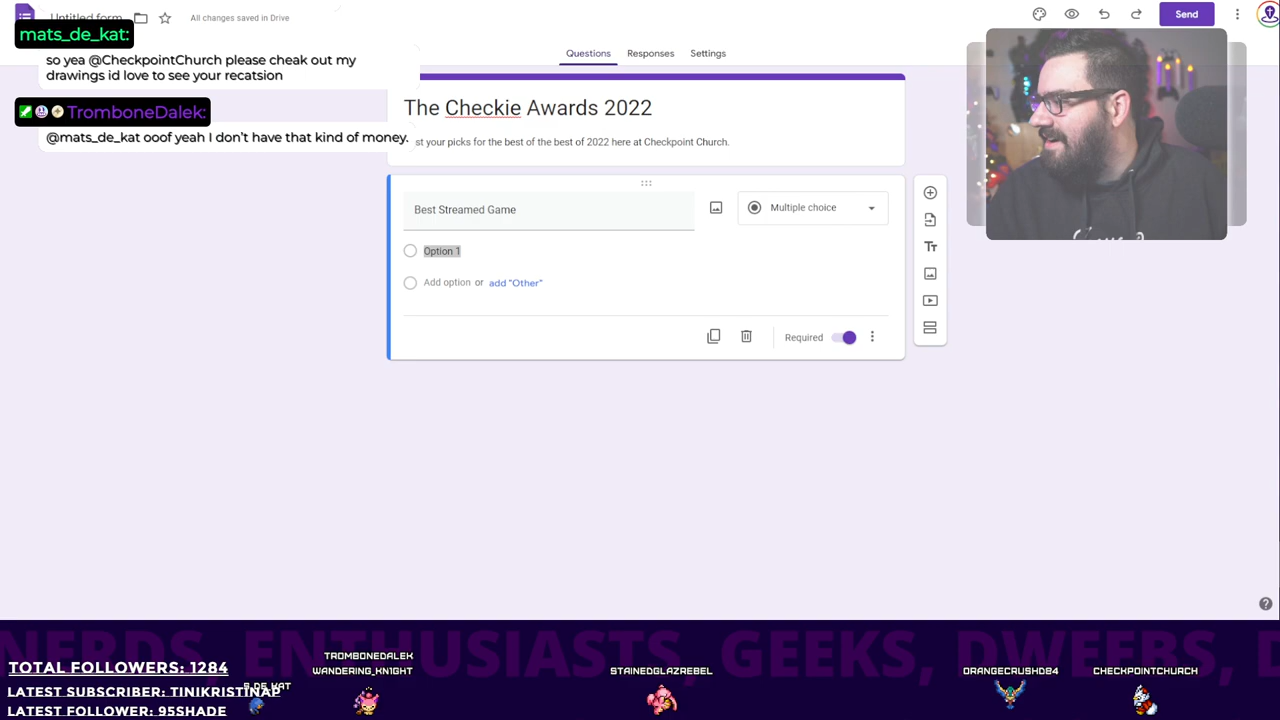 Untitled form
All changes saved in Drive
Send
mats_de_kat:
so yea @CheckpointChurch please cheak out my
drawings id love to see your recatsion
TromboneDalek:
@mats_de_kat ooof yeah I don't have that kind of money.
Questions
Responses
Settings
The Checkie Awards 2022
st your picks for the best of the best of 2022 here at Checkpoint Church.
Best Streamed Game
Multiple choice
Option 1
Add option or add "Other"
Required
NERDS, ENTHUSIASTS, GEEKS, DWEEBS, D
TOTAL FOLLOWERS: 1284
LATEST SUBSCRIBER: TINIKRISTINAP
LATEST FOLLOWER: 95SHADE
TROMBONEDALEK
WANDERING_KNIGHT
STAINEDGLAZREBEL
ORANGECRUSHD84
CHECKPOINTCHURCH